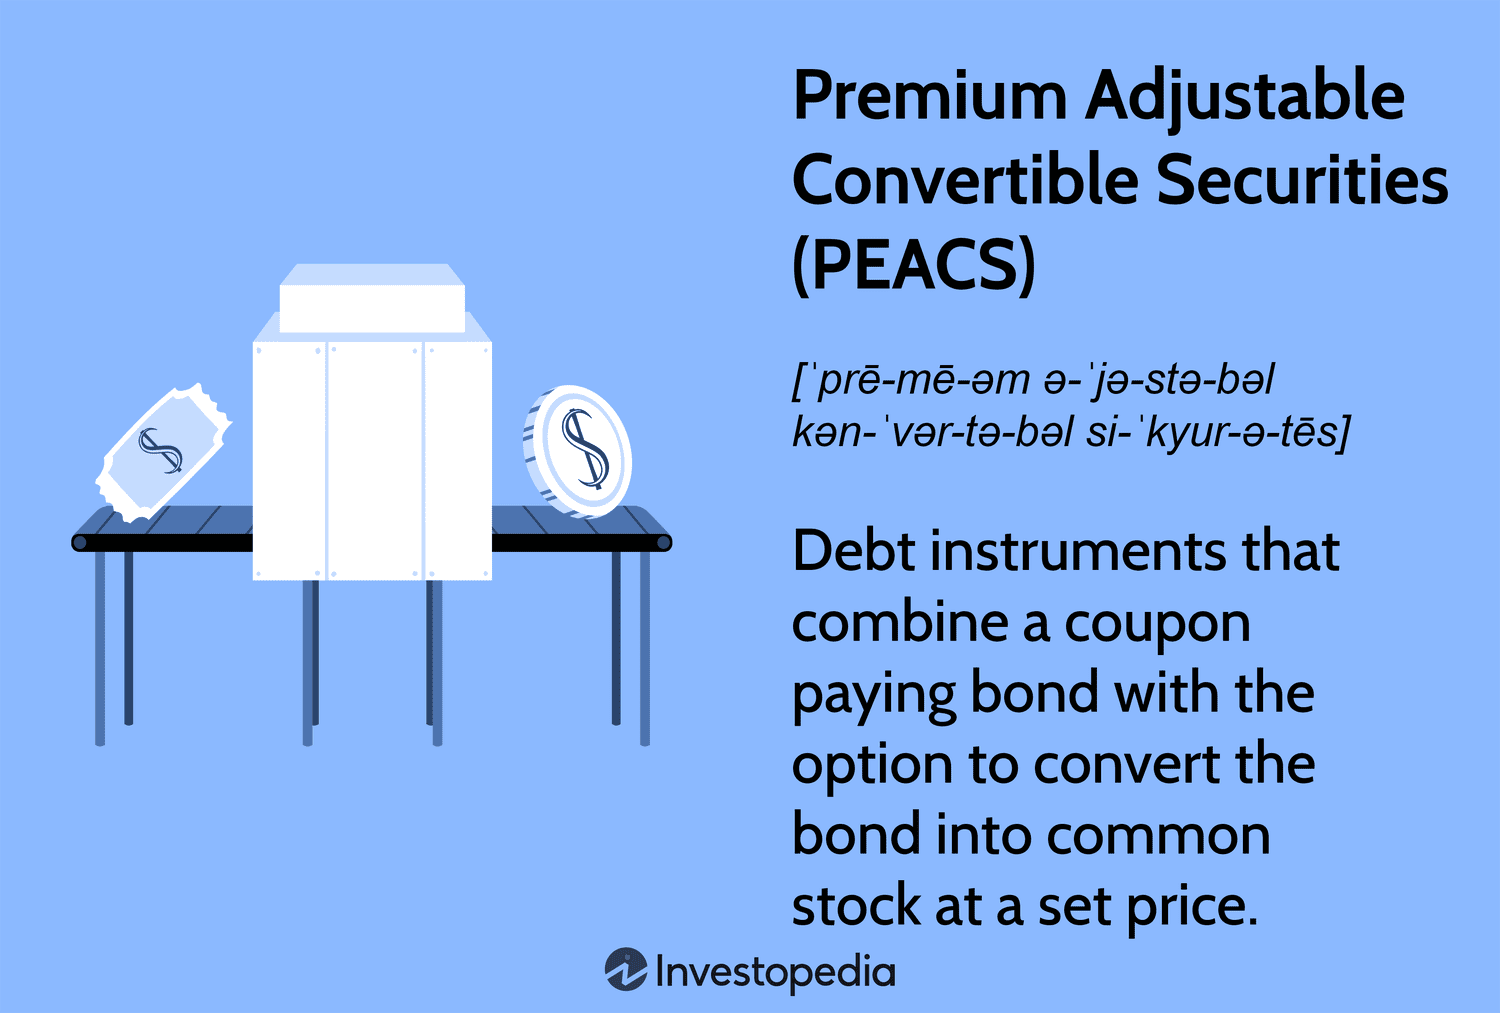 Premium Adjustable
Convertible Securities
(PEACS)
[ˈprē-mē-əm ə-ˈjə-stə-bəl
kən-ˈvər-tə-bəl si-ˈkyur-ə-tēs]
Debt instruments that
combine a coupon
paying bond with the
option to convert the
bond into common
stock at a set price.
$
$
Investopedia